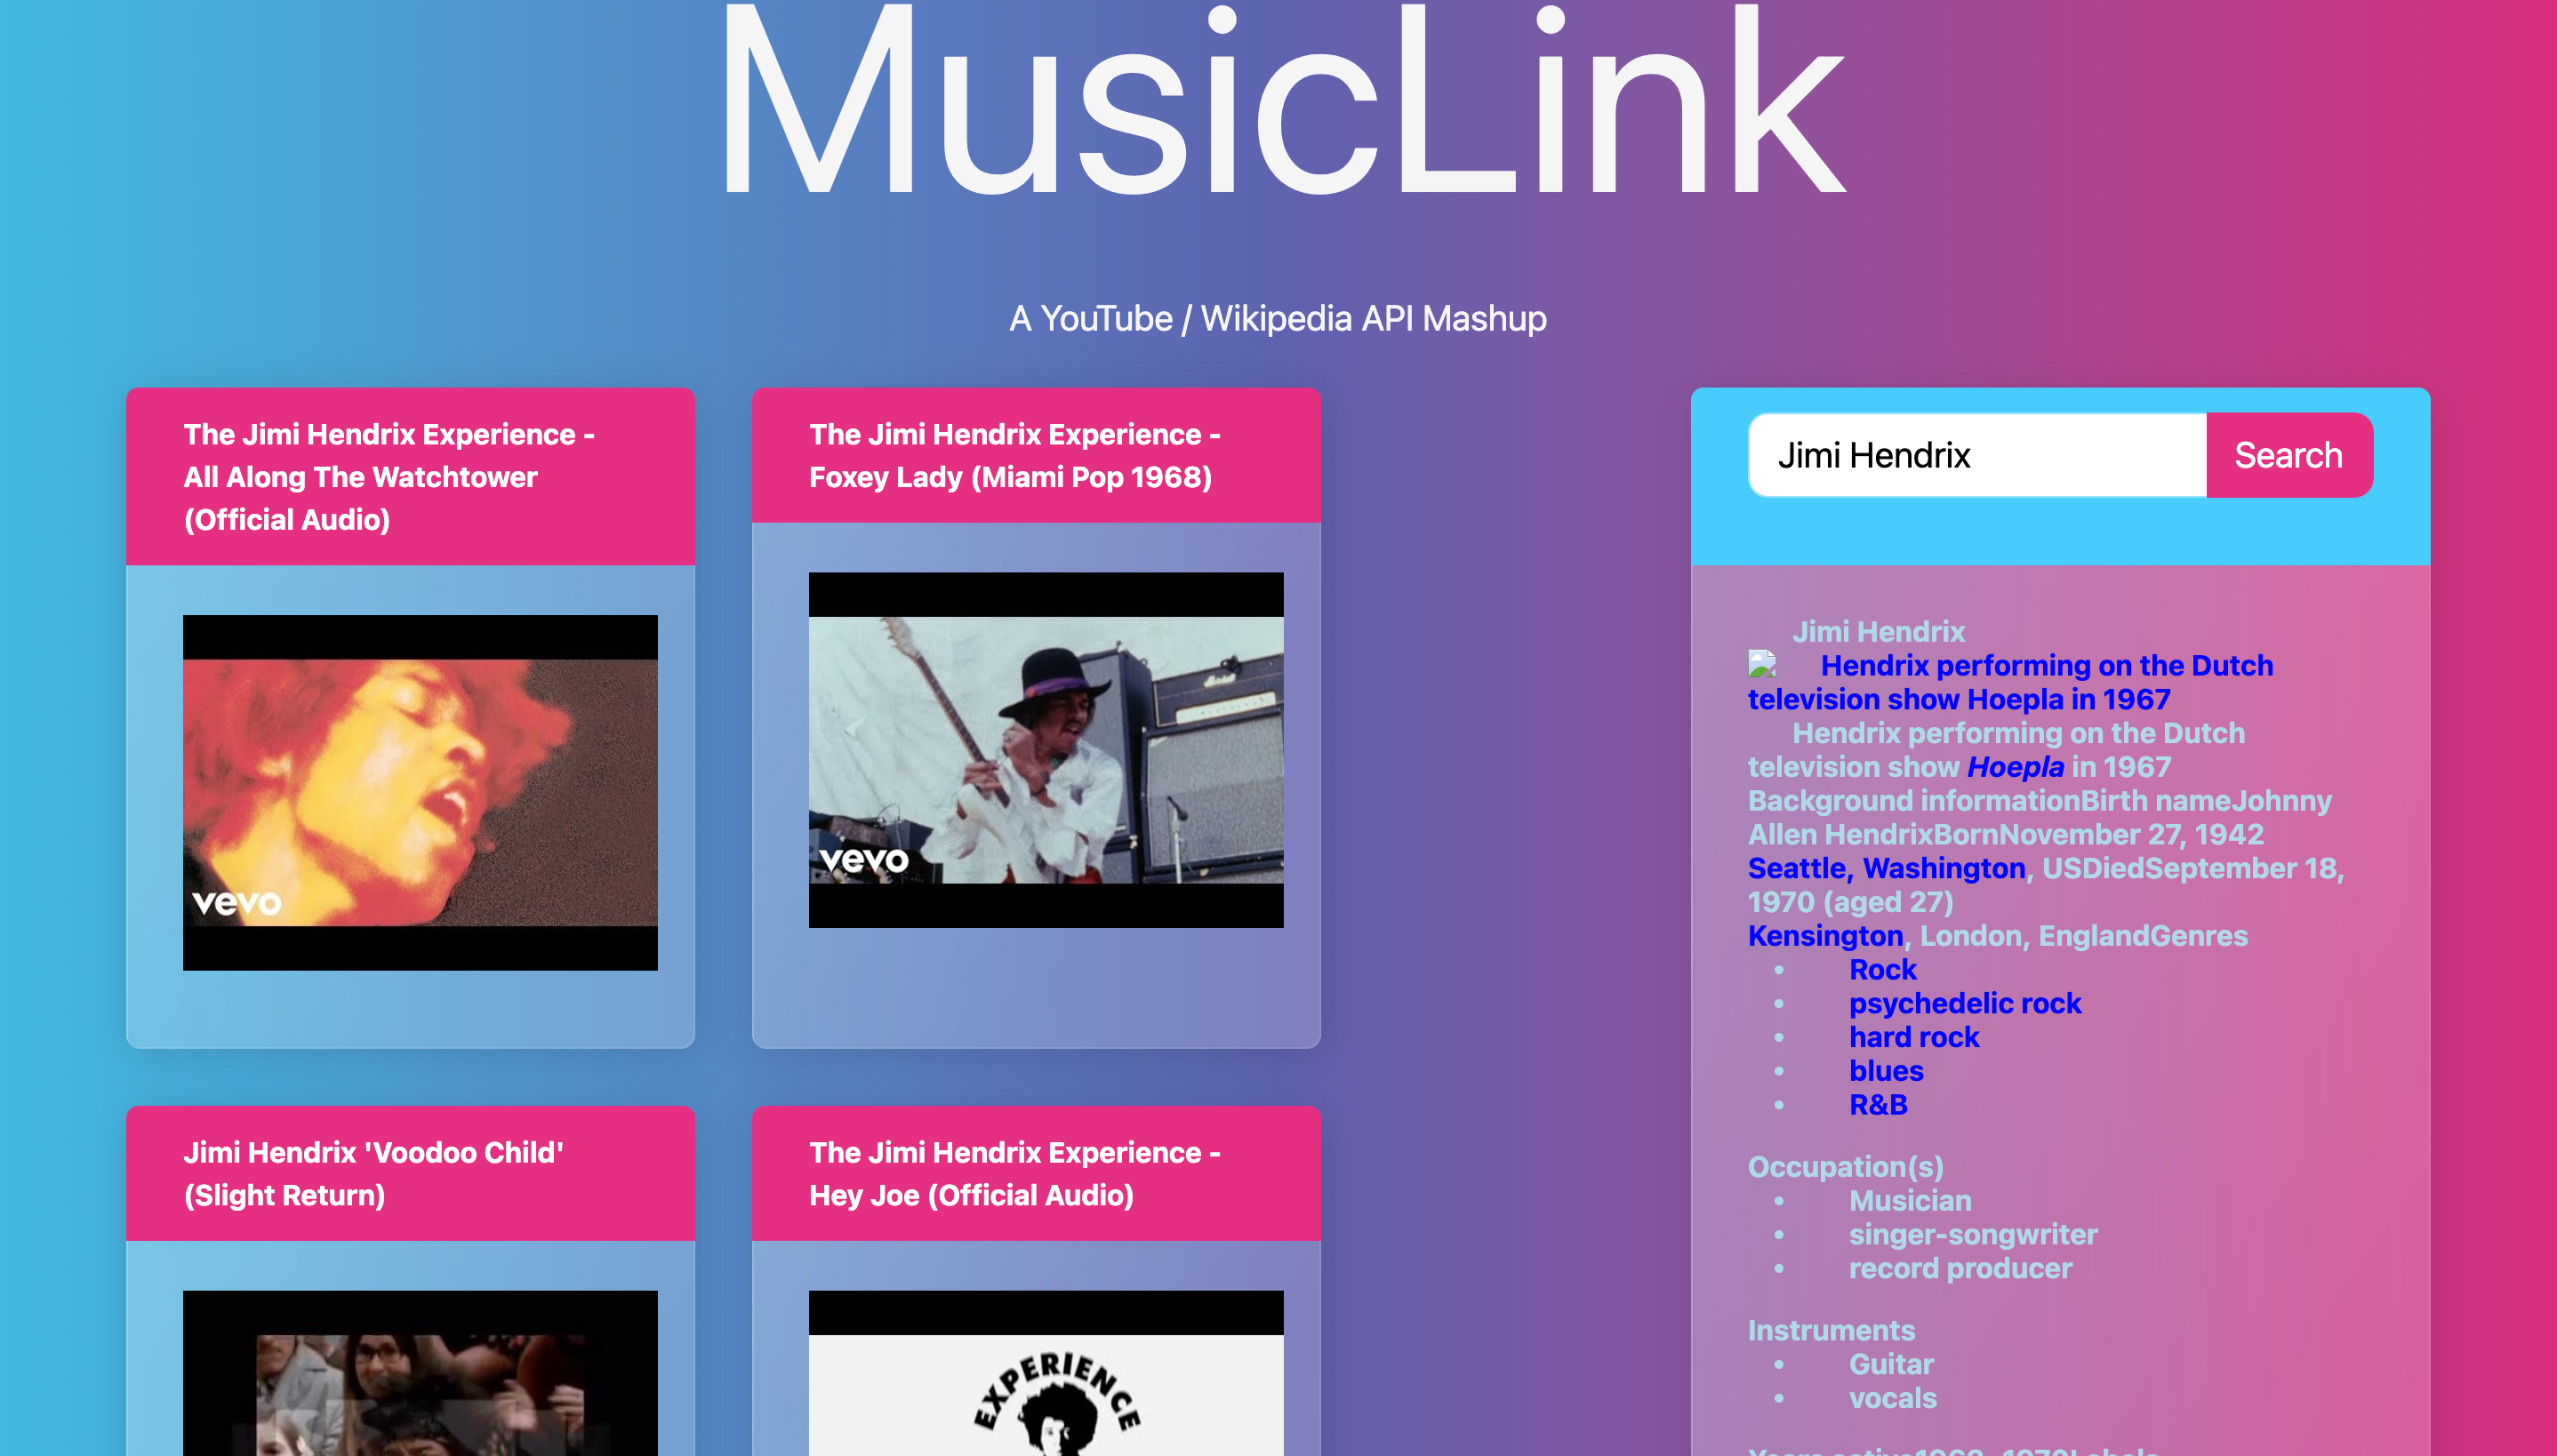 MusicLink
A YouTube / Wikipedia API Mashup
The Jimi Hendrix Experience -
All Along The Watchtower
(Official Audio)
vevo
The Jimi Hendrix Experience -
Foxey Lady (Miami Pop 1968)
vevo
Jimi Hendrix 'Voodoo Child'
(Slight Return)
The Jimi Hendrix Experience -
Hey Joe (Official Audio)
EXPERIENCE
Jimi Hendrix
Search
Jimi Hendrix
Hendrix performing on the Dutch
television show Hoepla in 1967
Hendrix performing on the Dutch
television show Hoepla in 1967
Background informationBirth nameJohnny
Allen HendrixBornNovember 27, 1942
Seattle, Washington, USDiedSeptember 18,
1970 (aged 27)
Kensington, London, EnglandGenres
• Rock
• psychedelic rock
• hard rock
• blues
• R&B
Occupation(s)
• Musician
• singer-songwriter
• record producer
Instruments
• Guitar
• vocals